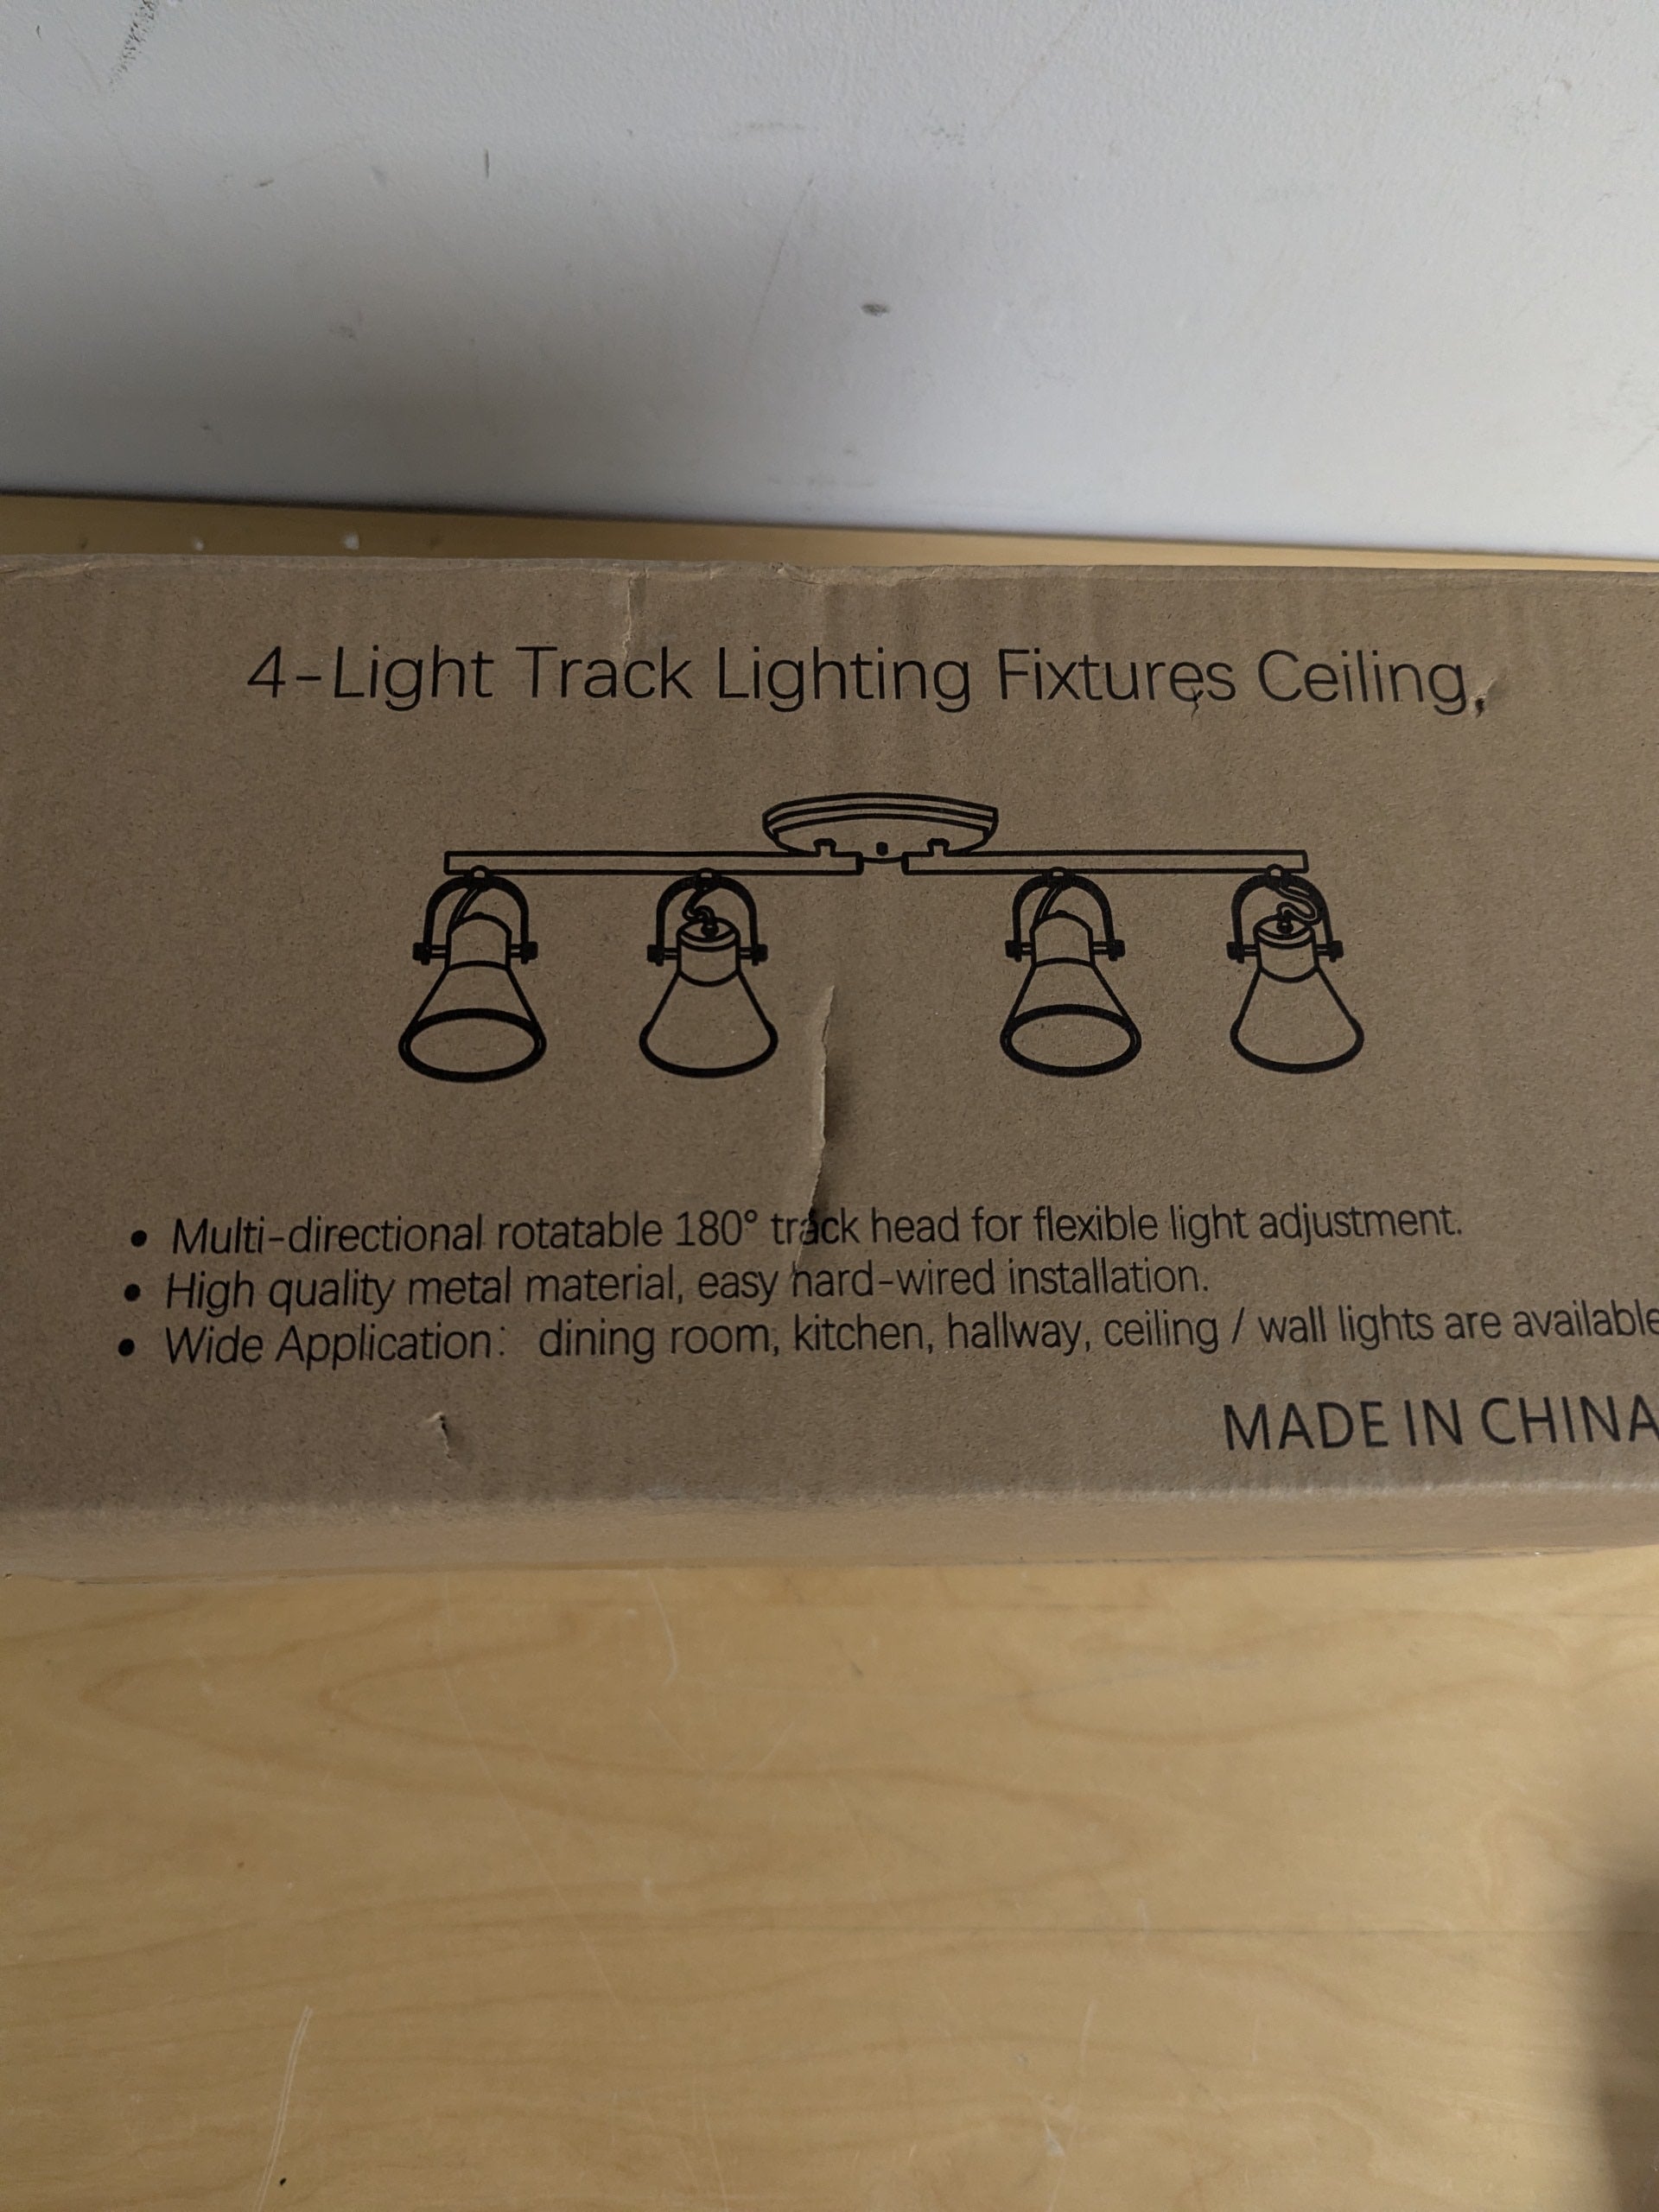 4-Light Track Lighting Fixtures Ceiling,
• Multi-directional rotatable 180° track head for flexible light adjustment.
• High quality metal material, easy hard-wired installation.
• Wide Application： dining room, kitchen, hallway, ceiling / wall lights are available
MADE IN CHINA